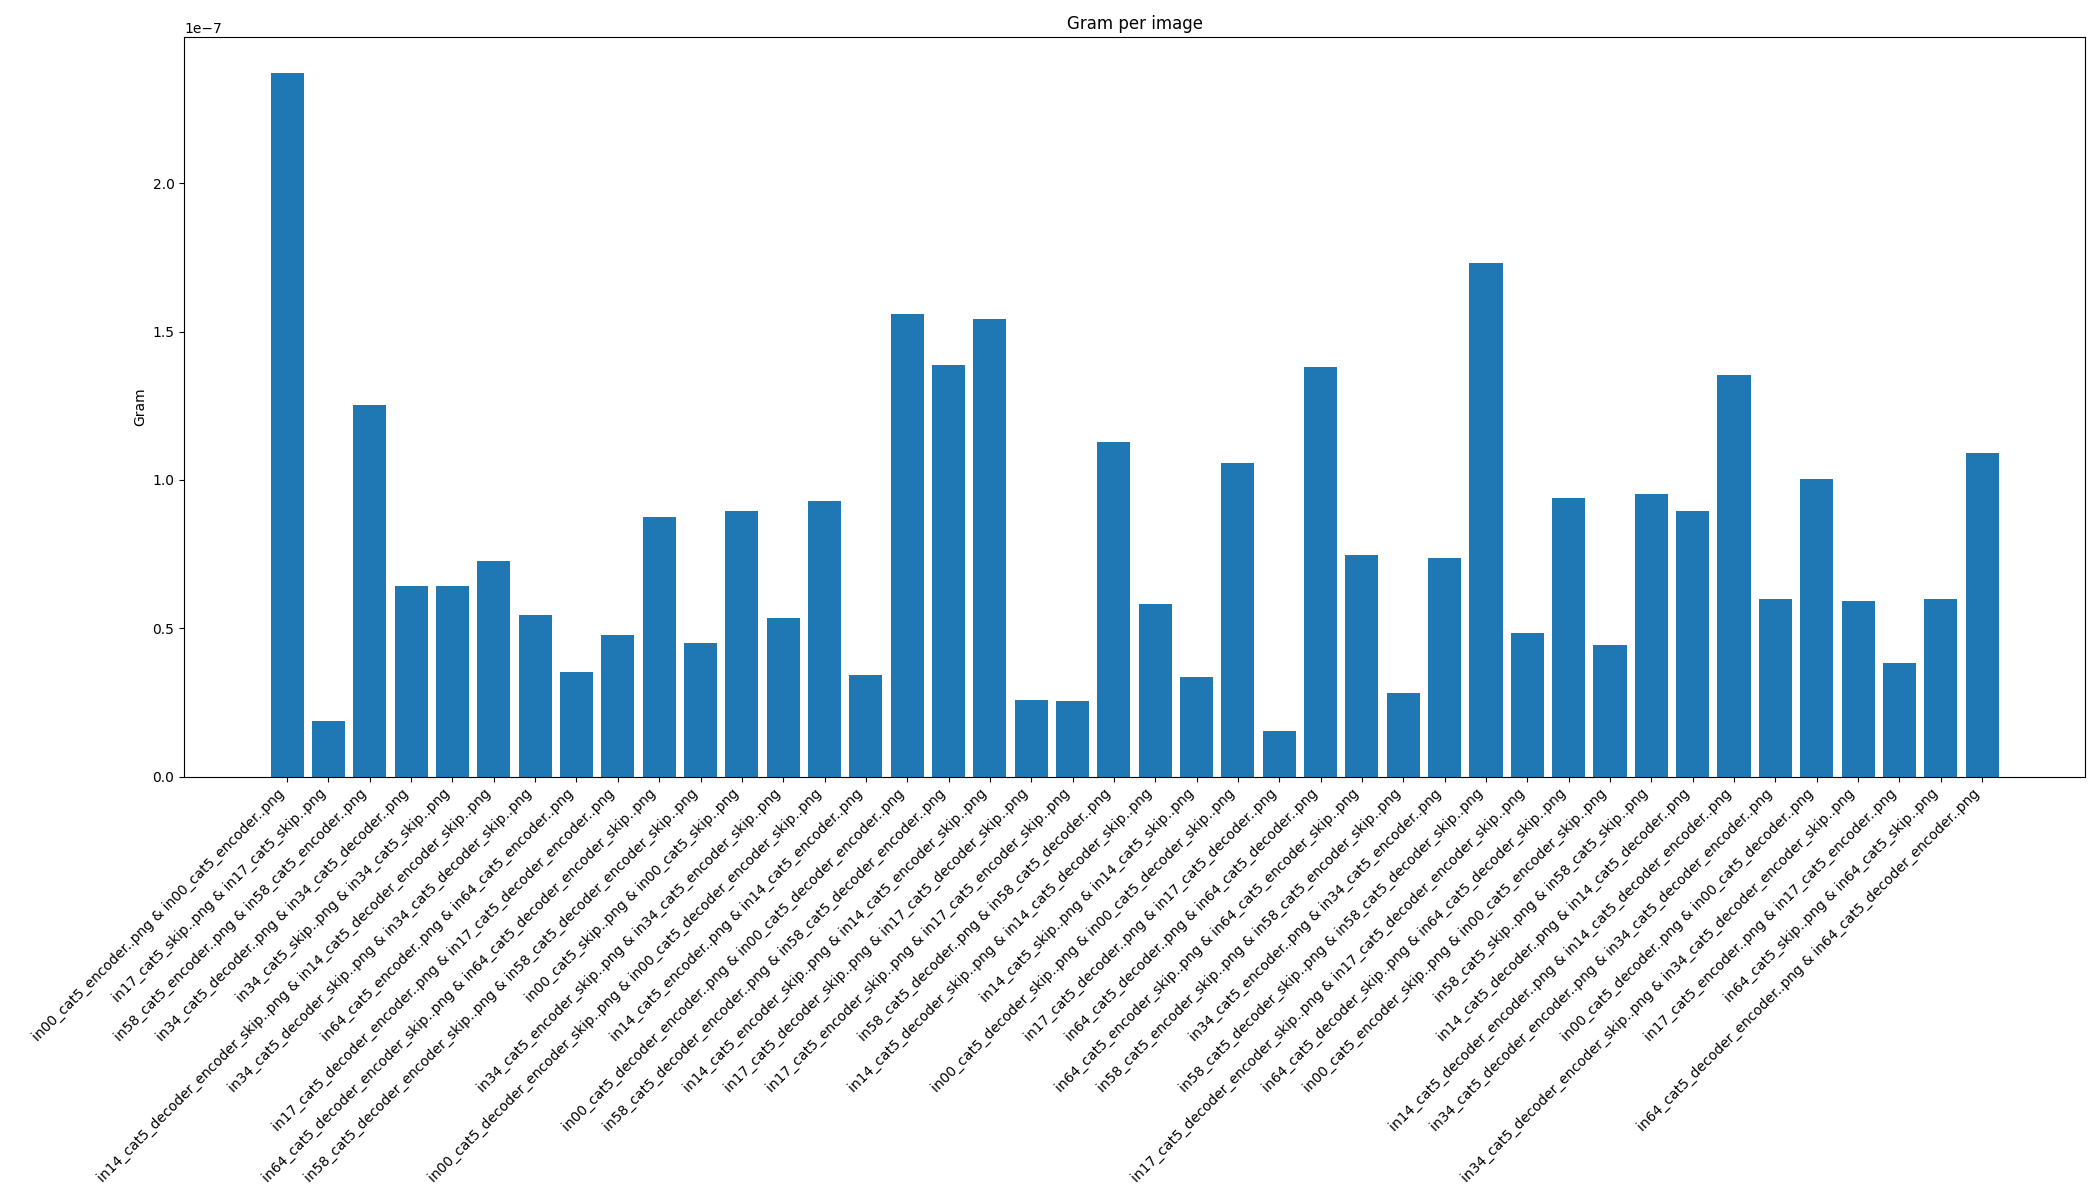 Gram per image
1e−7
2.0
1.5
1.0
0.5
0.0
Gram
in00_cat5_encoder..png & in00_cat5_encoder..png
in17_cat5_skip..png & in17_cat5_skip..png
in58_cat5_encoder..png & in58_cat5_encoder..png
in34_cat5_decoder..png & in34_cat5_decoder..png
in34_cat5_skip..png & in34_cat5_skip..png
in14_cat5_decoder_encoder_skip..png & in14_cat5_decoder_encoder_skip..png
in34_cat5_decoder_skip..png & in34_cat5_decoder_skip..png
in64_cat5_encoder..png & in64_cat5_encoder..png
in17_cat5_decoder_encoder..png & in17_cat5_decoder_encoder..png
in64_cat5_decoder_encoder_skip..png & in64_cat5_decoder_encoder_skip..png
in58_cat5_decoder_encoder_skip..png & in58_cat5_decoder_encoder_skip..png
in00_cat5_skip..png & in00_cat5_skip..png
in34_cat5_encoder_skip..png & in34_cat5_encoder_skip..png
in00_cat5_decoder_encoder_skip..png & in00_cat5_decoder_encoder_skip..png
in14_cat5_encoder..png & in14_cat5_encoder..png
in00_cat5_decoder_encoder..png & in00_cat5_decoder_encoder..png
in58_cat5_decoder_encoder..png & in58_cat5_decoder_encoder..png
in14_cat5_encoder_skip..png & in14_cat5_encoder_skip..png
in17_cat5_decoder_skip..png & in17_cat5_decoder_skip..png
in17_cat5_encoder_skip..png & in17_cat5_encoder_skip..png
in58_cat5_decoder..png & in58_cat5_decoder..png
in14_cat5_decoder_skip..png & in14_cat5_decoder_skip..png
in14_cat5_skip..png & in14_cat5_skip..png
in00_cat5_decoder_skip..png & in00_cat5_decoder_skip..png
in17_cat5_decoder..png & in17_cat5_decoder..png
in64_cat5_decoder..png & in64_cat5_decoder..png
in64_cat5_encoder_skip..png & in64_cat5_encoder_skip..png
in58_cat5_encoder_skip..png & in58_cat5_encoder_skip..png
in34_cat5_encoder..png & in34_cat5_encoder..png
in58_cat5_decoder_skip..png & in58_cat5_decoder_skip..png
in17_cat5_decoder_encoder_skip..png & in17_cat5_decoder_encoder_skip..png
in64_cat5_decoder_skip..png & in64_cat5_decoder_skip..png
in00_cat5_encoder_skip..png & in00_cat5_encoder_skip..png
in58_cat5_skip..png & in58_cat5_skip..png
in14_cat5_decoder..png & in14_cat5_decoder..png
in14_cat5_decoder_encoder..png & in14_cat5_decoder_encoder..png
in34_cat5_decoder_encoder..png & in34_cat5_decoder_encoder..png
in00_cat5_decoder..png & in00_cat5_decoder..png
in34_cat5_decoder_encoder_skip..png & in34_cat5_decoder_encoder_skip..png
in17_cat5_encoder..png & in17_cat5_encoder..png
in64_cat5_skip..png & in64_cat5_skip..png
in64_cat5_decoder_encoder..png & in64_cat5_decoder_encoder..png